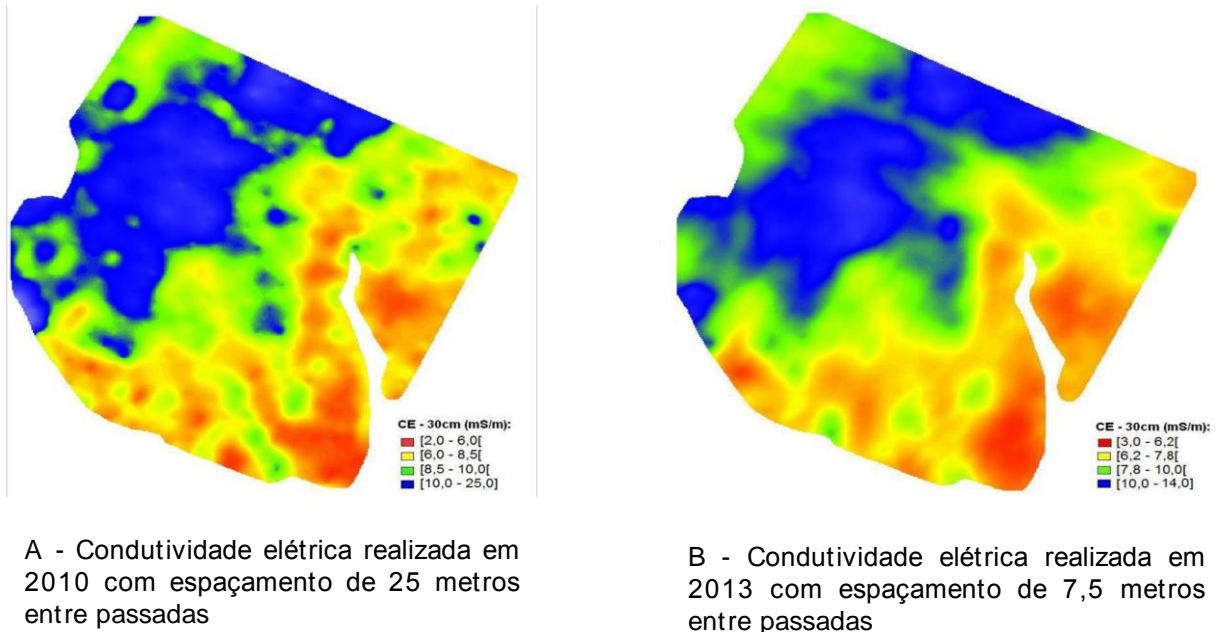 CE - 30cm (mS/m):
[2,0 - 6,0[
[6,0 - 8,5[
[8,5 - 10,0[
[10,0 - 25,0]
CE - 30cm (mS/m):
[3,0 - 6,2[
[6,2 - 7,8[
[7,8 - 10,0[
[10,0 - 14,0]
A - Condutividade elétrica realizada em
2010 com espaçamento de 25 metros
entre passadas
B - Condutividade elétrica realizada em
2013 com espaçamento de 7,5 metros
entre passadas